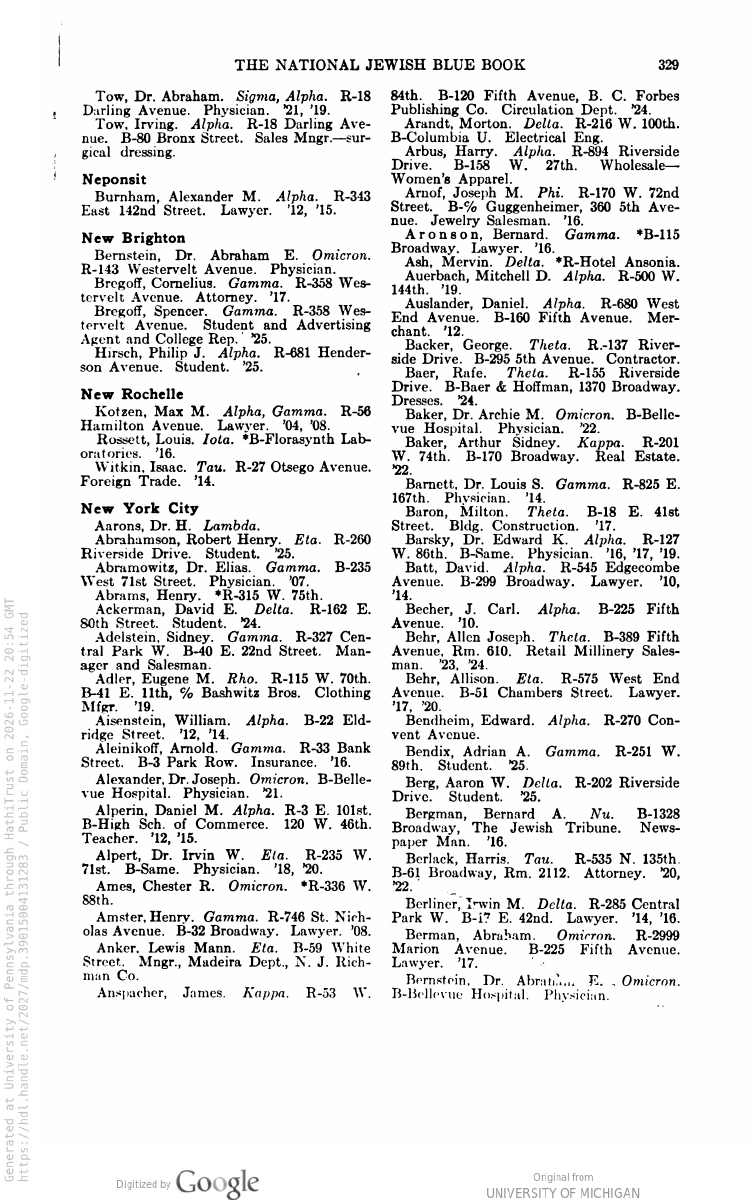 THE NATIONAL JEWISH BLUE BOOK 329
Tow, Dr. Abraham. Sigma, Alpha. R-18
Darling Avenue. Physician. '21, '19.
Tow, Irving. Alpha. R-18 Darling Ave-
nue. B-80 Bronx Street. Sales Mngr.—sur-
gical dressing.
Neponsit
Burnham, Alexander M. Alpha. R-343
East 142nd Street. Lawyer. '12, '15.
New Brighton
Bernstein, Dr. Abraham E. Omicron.
R-143 Westervelt Avenue. Physician.
Bregoff, Cornelius. Gamma. R-358 Wes-
tervelt Avenue. Attorney. '17.
Bregoff, Spencer. Gamma. R-358 Wes-
tervelt Avenue. Student and Advertising
Agent and College Rep. '25.
Hirsch, Philip J. Alpha. R-681 Hender-
son Avenue. Student. '25.
New Rochelle
Kotzen, Max M. Alpha, Gamma. R-56
Hamilton Avenue. Lawyer. '04, '08.
Rossett, Louis. Iota. *B-Florasynth Lab-
oratories. '16.
Witkin, Isaac. Tau. R-27 Otsego Avenue.
Foreign Trade. '14.
New York City
Aarons, Dr. H. Lambda.
Abrahamson, Robert Henry. Eta. R-260
Riverside Drive. Student. '25.
Abramowitz, Dr. Elias. Gamma. B-235
West 71st Street. Physician. '07.
Abrams, Henry. *R-315 W. 75th.
Ackerman, David E. Delta. R-162 E.
80th Street. Student. '24.
Adelstein, Sidney. Gamma. R-327 Cen-
tral Park W. B-40 E. 22nd Street. Man-
ager and Salesman.
Adler, Eugene M. Rho. R-115 W. 70th.
B-41 E. 11th, % Bashwitz Bros. Clothing
Mfgr. '19.
Aisenstein, William. Alpha. B-22 Eld-
ridge Street. '12, '14.
Aleinikoff, Arnold. Gamma. R-33 Bank
Street. B-3 Park Row. Insurance. '16.
Alexander, Dr. Joseph. Omicron. B-Belle-
vue Hospital. Physician. '21.
Alperin, Daniel M. Alpha. R-3 E. 101st.
B-High Sch. of Commerce. 120 W. 46th.
Teacher. '12, '15.
Alpert, Dr. Irvin W. Eta. R-235 W.
71st. B-Same. Physician. '18, '20.
Ames, Chester R. Omicron. *R-336 W.
88th.
Amster, Henry. Gamma. R-746 St. Nich-
olas Avenue. B-32 Broadway. Lawyer. '08.
Anker, Lewis Mann. Eta. B-59 White
Street. Mngr., Madeira Dept., N. J. Rich-
man Co.
Anspacher, James. Kappa. R-53 W.
84th. B-120 Fifth Avenue, B. C. Forbes
Publishing Co. Circulation Dept. '24.
Arandt, Morton. Delta. R-216 W. 100th.
B-Columbia U. Electrical Eng.
Arbus, Harry. Alpha. R-894 Riverside
Drive. B-158 W. 27th. Wholesale—
Women's Apparel.
Arnof, Joseph M. Phi. R-170 W. 72nd
Street. B-% Guggenheimer, 360 5th Ave-
nue. Jewelry Salesman. '16.
Aronson, Bernard. Gamma. *B-115
Broadway. Lawyer. '16.
Ash, Mervin. Delta. *R-Hotel Ansonia.
Auerbach, Mitchell D. Alpha. R-500 W.
144th. '19.
Auslander, Daniel. Alpha. R-680 West
End Avenue. B-160 Fifth Avenue. Mer-
chant. '12.
Backer, George. Theta. R.-137 River-
side Drive. B-295 5th Avenue. Contractor.
Baer, Rafe. Theta. R-155 Riverside
Drive. B-Baer & Hoffman, 1370 Broadway.
Dresses. '24.
Baker, Dr. Archie M. Omicron. B-Belle-
vue Hospital. Physician. '22.
Baker, Arthur Sidney. Kappa. R-201
W. 74th. B-170 Broadway. Real Estate.
'22.
Barnett, Dr. Louis S. Gamma. R-825 E.
167th. Physician. '14.
Baron, Milton. Theta. B-18 E. 41st
Street. Bldg. Construction. '17.
Barsky, Dr. Edward K. Alpha. R-127
W. 86th. B-Same. Physician. '16, '17, '19.
Batt, David. Alpha. R-545 Edgecombe
Avenue. B-299 Broadway. Lawyer. '10,
'14.
Becher, J. Carl. Alpha. B-225 Fifth
Avenue. '10.
Behr, Allen Joseph. Theta. B-389 Fifth
Avenue, Rm. 610. Retail Millinery Sales-
man. '23, '24.
Behr, Allison. Eta. R-575 West End
Avenue. B-51 Chambers Street. Lawyer.
'17, '20.
Bendheim, Edward. Alpha. R-270 Con-
vent Avenue.
Bendix, Adrian A. Gamma. R-251 W.
89th. Student. '25.
Berg, Aaron W. Delta. R-202 Riverside
Drive. Student. '25.
Bergman, Bernard A. Nu. B-1328
Broadway, The Jewish Tribune. News-
paper Man. '16.
Berlack, Harris. Tau. R-535 N. 135th.
B-61 Broadway, Rm. 2112. Attorney. '20,
'22.
Berliner, Irwin M. Delta. R-285 Central
Park W. B-17 E. 42nd. Lawyer. '14, '16.
Berman, Abraham. Omicron. R-2999
Marion Avenue. B-225 Fifth Avenue.
Lawyer. '17.
Bernstein, Dr. E. Omicron.
B-Bellevue Hospital. Physician.
Generated at University of Pennsylvania through HathiTrust on 2026-11-22 20:54 GMT
https://hdl.handle.net/2027/mdp.39015004131283 / Public Domain, Google-digitized
Digitized by Google
Original from
UNIVERSITY OF MICHIGAN